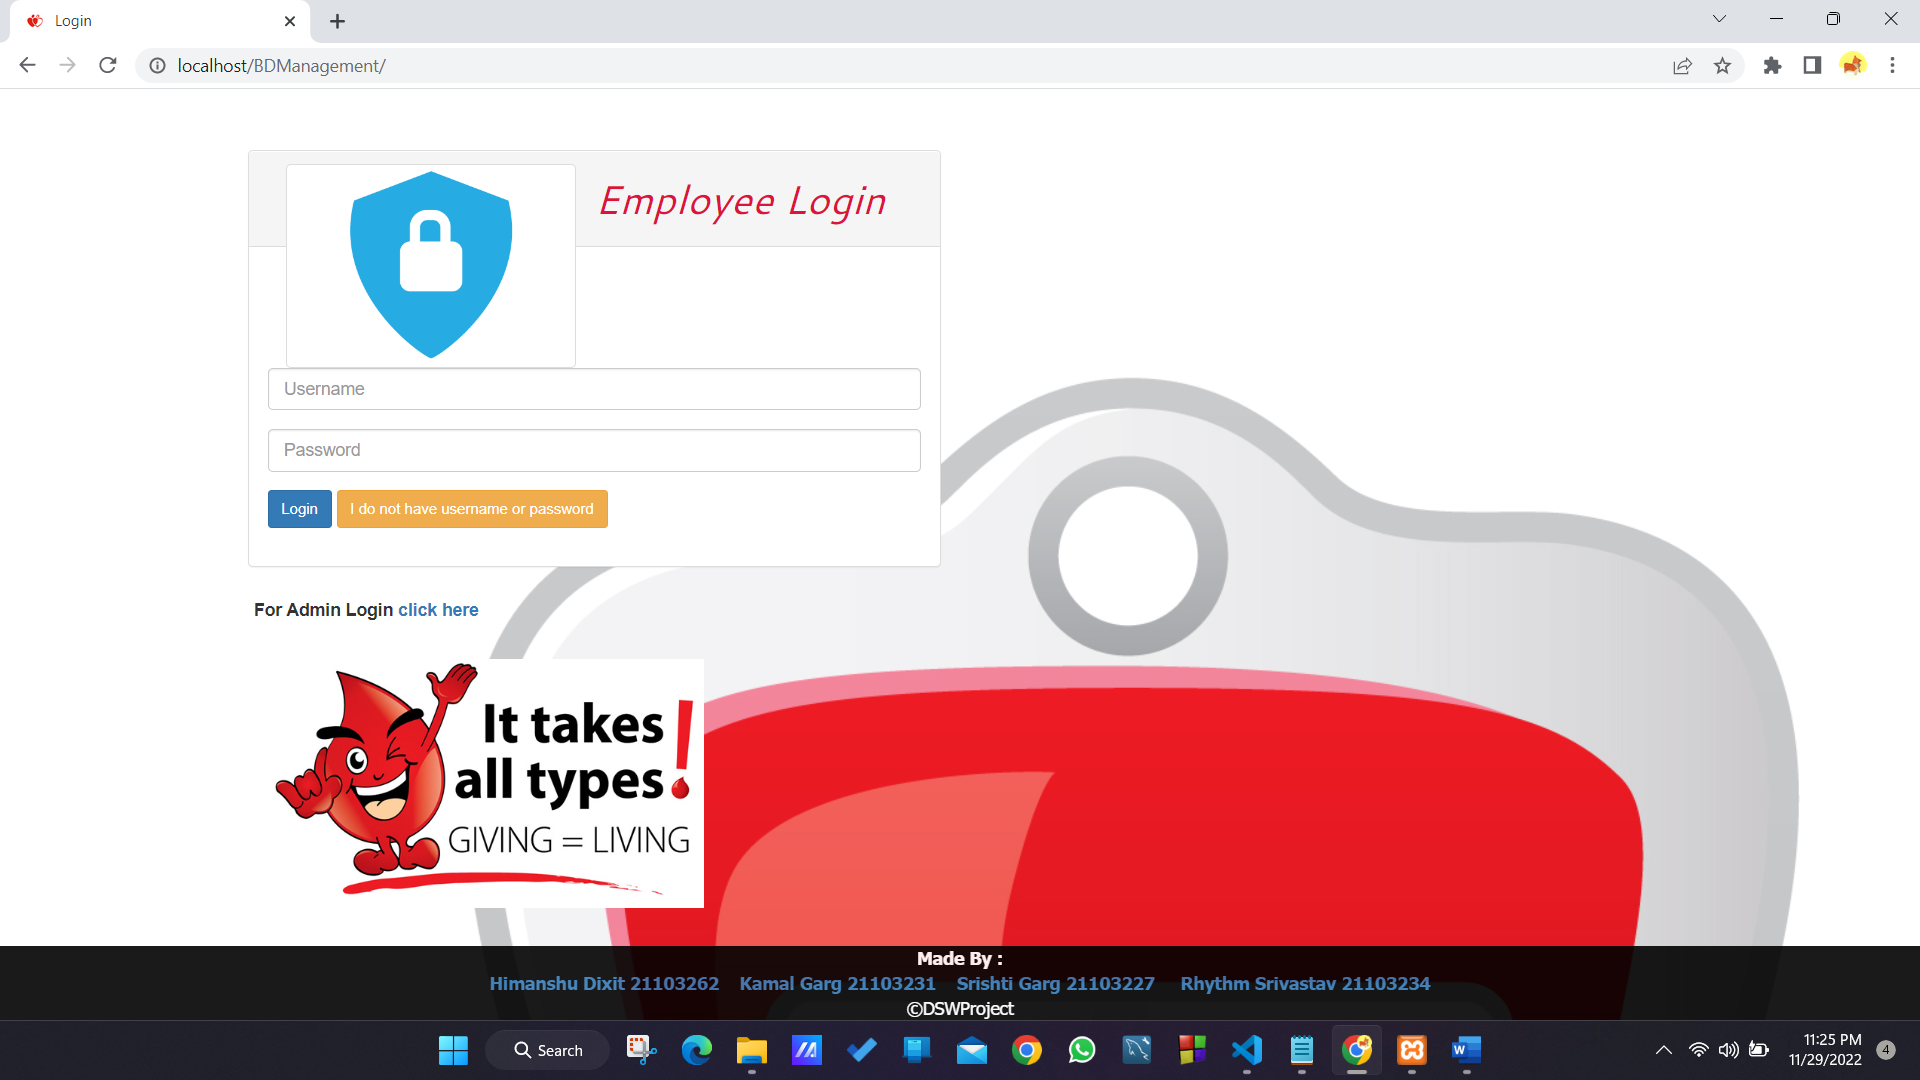 Login
localhost/BDManagement/
Employee Login
Username
Password
Login
I do not have username or password
For Admin Login click here
It takes
all types!
GIVING = LIVING
Made By :
Himanshu Dixit 21103262 Kamal Garg 21103231 Srishti Garg 21103227 Rhythm Srivastav 21103234
©DSWProject
Search
W
11:25 PM
11/29/2022
4